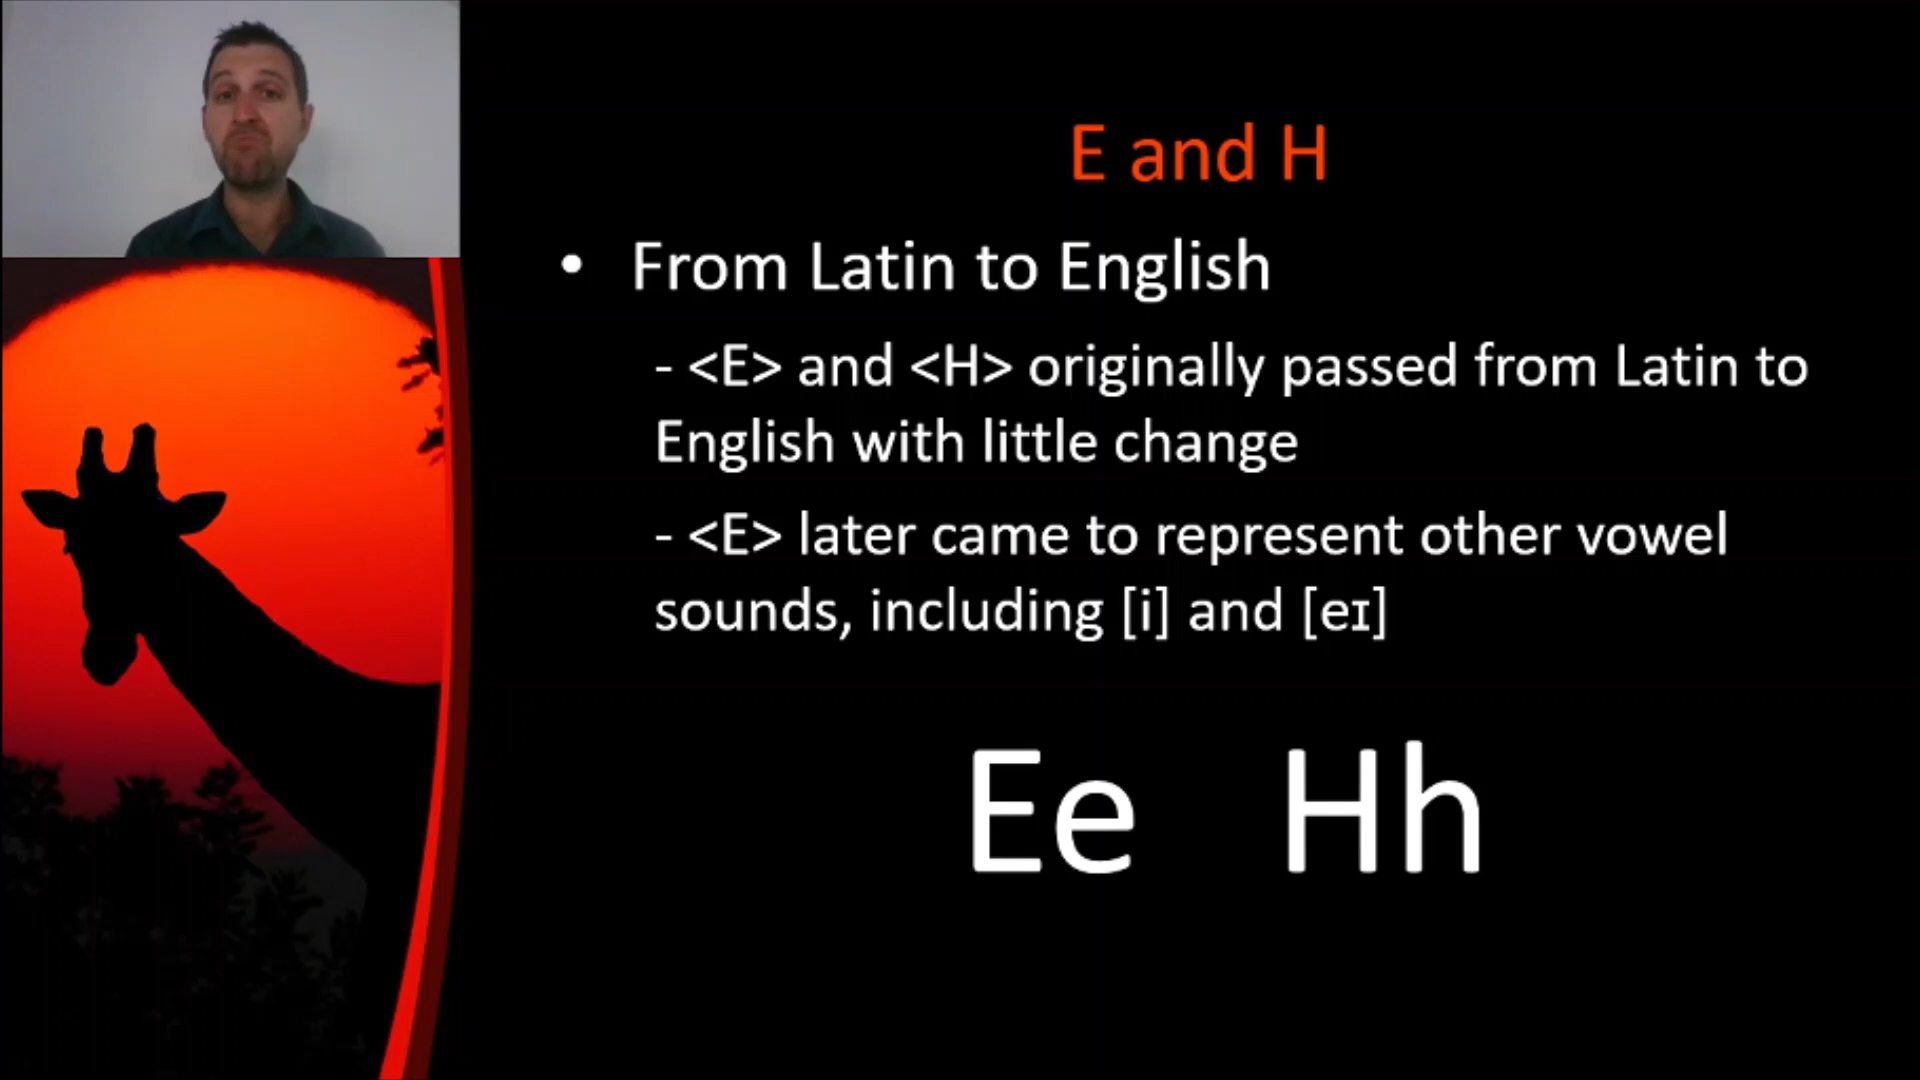 E and H
• From Latin to English
- <E> and <H> originally passed from Latin to
English with little change
- <E> later came to represent other vowel
sounds, including [i] and [eɪ]
Ee Hh